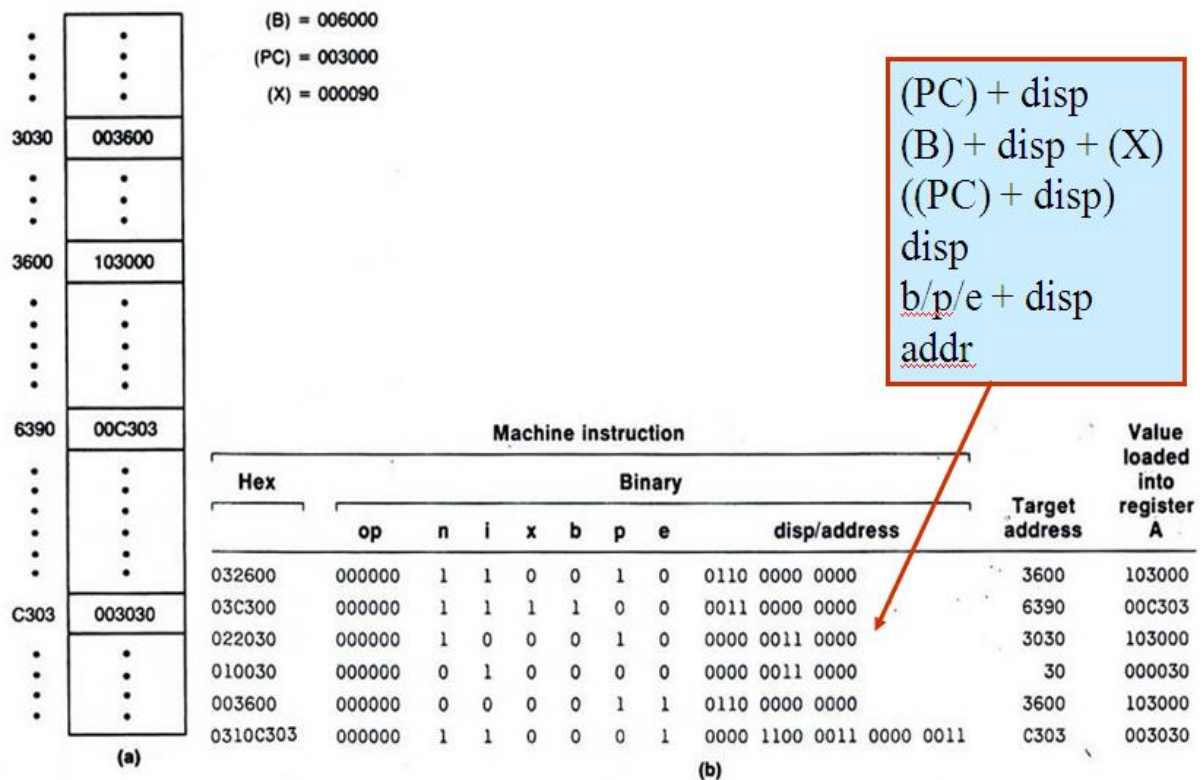 (B) = 006000
(PC) = 003000
(X) = 000090
3030 003600
3600 103000
6390 00C303
C303 003030
(a)
(PC) + disp
(B) + disp + (X)
((PC) + disp)
disp
b/p/e + disp
addr
Machine instruction
Hex Binary Target address Value loaded into register A
op n i x b p e disp/address
032600 000000 1 1 0 0 1 0 0110 0000 0000 3600 103000
03C300 000000 1 1 1 1 0 0 0011 0000 0000 6390 00C303
022030 000000 1 0 0 0 1 0 0000 0011 0000 3030 103000
010030 000000 0 1 0 0 0 0 0000 0011 0000 30 000030
003600 000000 0 0 0 0 1 1 0110 0000 0000 3600 103000
0310C303 000000 1 1 0 0 0 1 0000 1100 0011 0000 0011 C303 003030
(b)